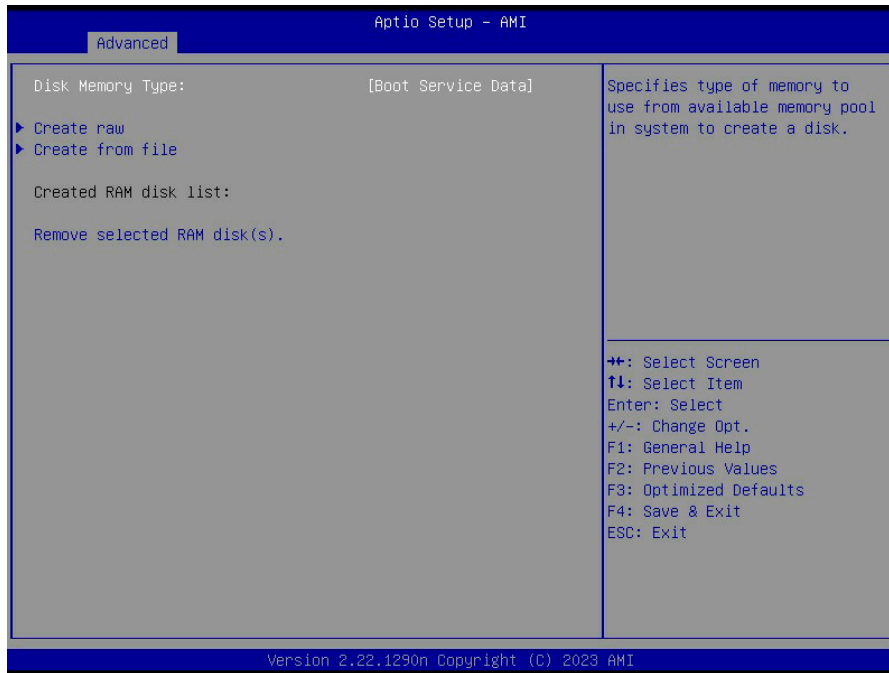 Aptio Setup - AMI
Advanced
Disk Memory Type: [Boot Service Data]
Create raw
Create from file
Created RAM disk list:
Remove selected RAM disk(s).
Specifies type of memory to
use from available memory pool
in system to create a disk.
→←: Select Screen
↑↓: Select Item
Enter: Select
+/-: Change Opt.
F1: General Help
F2: Previous Values
F3: Optimized Defaults
F4: Save & Exit
ESC: Exit
Version 2.22.1290n Copyright (C) 2023 AMI